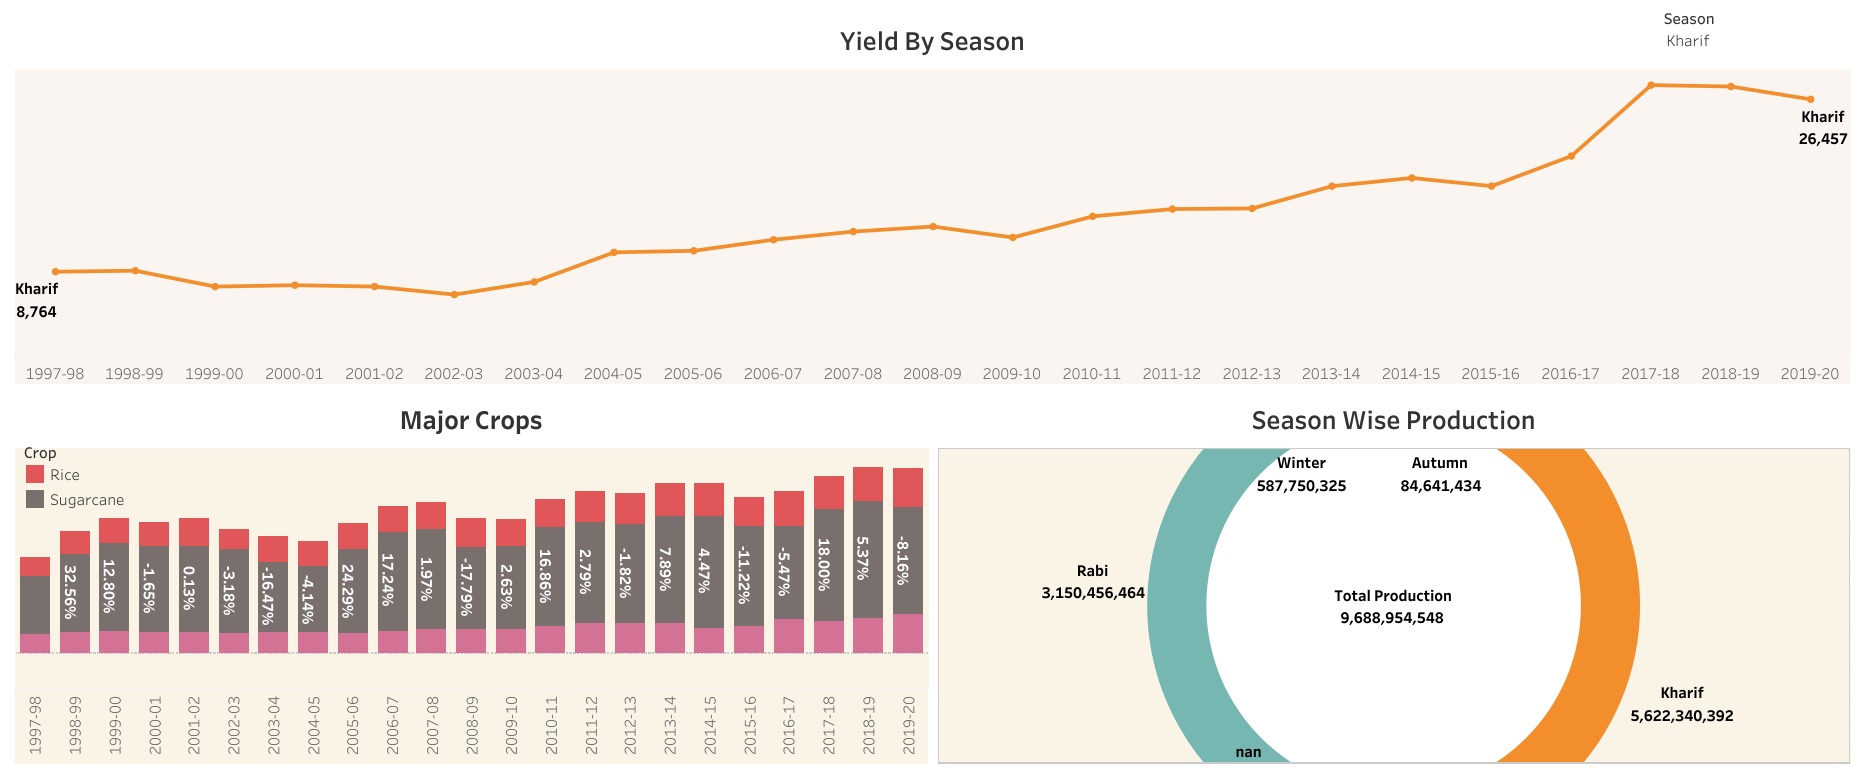 Season
Kharif
Yield By Season
Kharif
26,457
Kharif
8,764
1997-98 1998-99 1999-00 2000-01 2001-02 2002-03 2003-04 2004-05 2005-06 2006-07 2007-08 2008-09 2009-10 2010-11 2011-12 2012-13 2013-14 2014-15 2015-16 2016-17 2017-18 2018-19 2019-20
Major Crops
Crop
Rice
Sugarcane
32.56% 12.80% -1.65% 0.13% -3.18% -16.47% -4.14% 24.29% 17.24% 1.97% -17.79% 2.63% 16.86% 2.79% -1.82% 7.89% 4.47% -11.22% -5.47% 18.00% 5.37% -8.16%
1997-98 1998-99 1999-00 2000-01 2001-02 2002-03 2003-04 2004-05 2005-06 2006-07 2007-08 2008-09 2009-10 2010-11 2011-12 2012-13 2013-14 2014-15 2015-16 2016-17 2017-18 2018-19 2019-20
Season Wise Production
Winter
587,750,325
Autumn
84,641,434
Rabi
3,150,456,464
Total Production
9,688,954,548
Kharif
5,622,340,392
nan